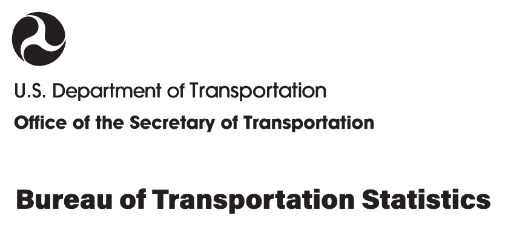 U.S. Department of Transportation
Office of the Secretary of Transportation
Bureau of Transportation Statistics